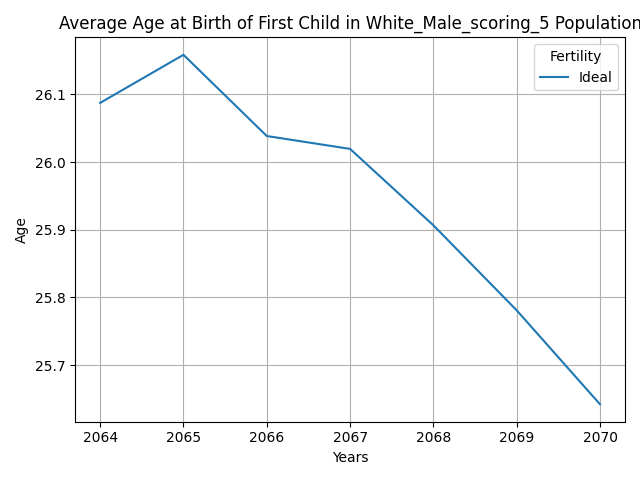 Average Age at Birth of First Child in White_Male_scoring_5 Population
Fertility
Ideal
Age
26.1
26.0
25.9
25.8
25.7
2064 2065 2066 2067 2068 2069 2070
Years